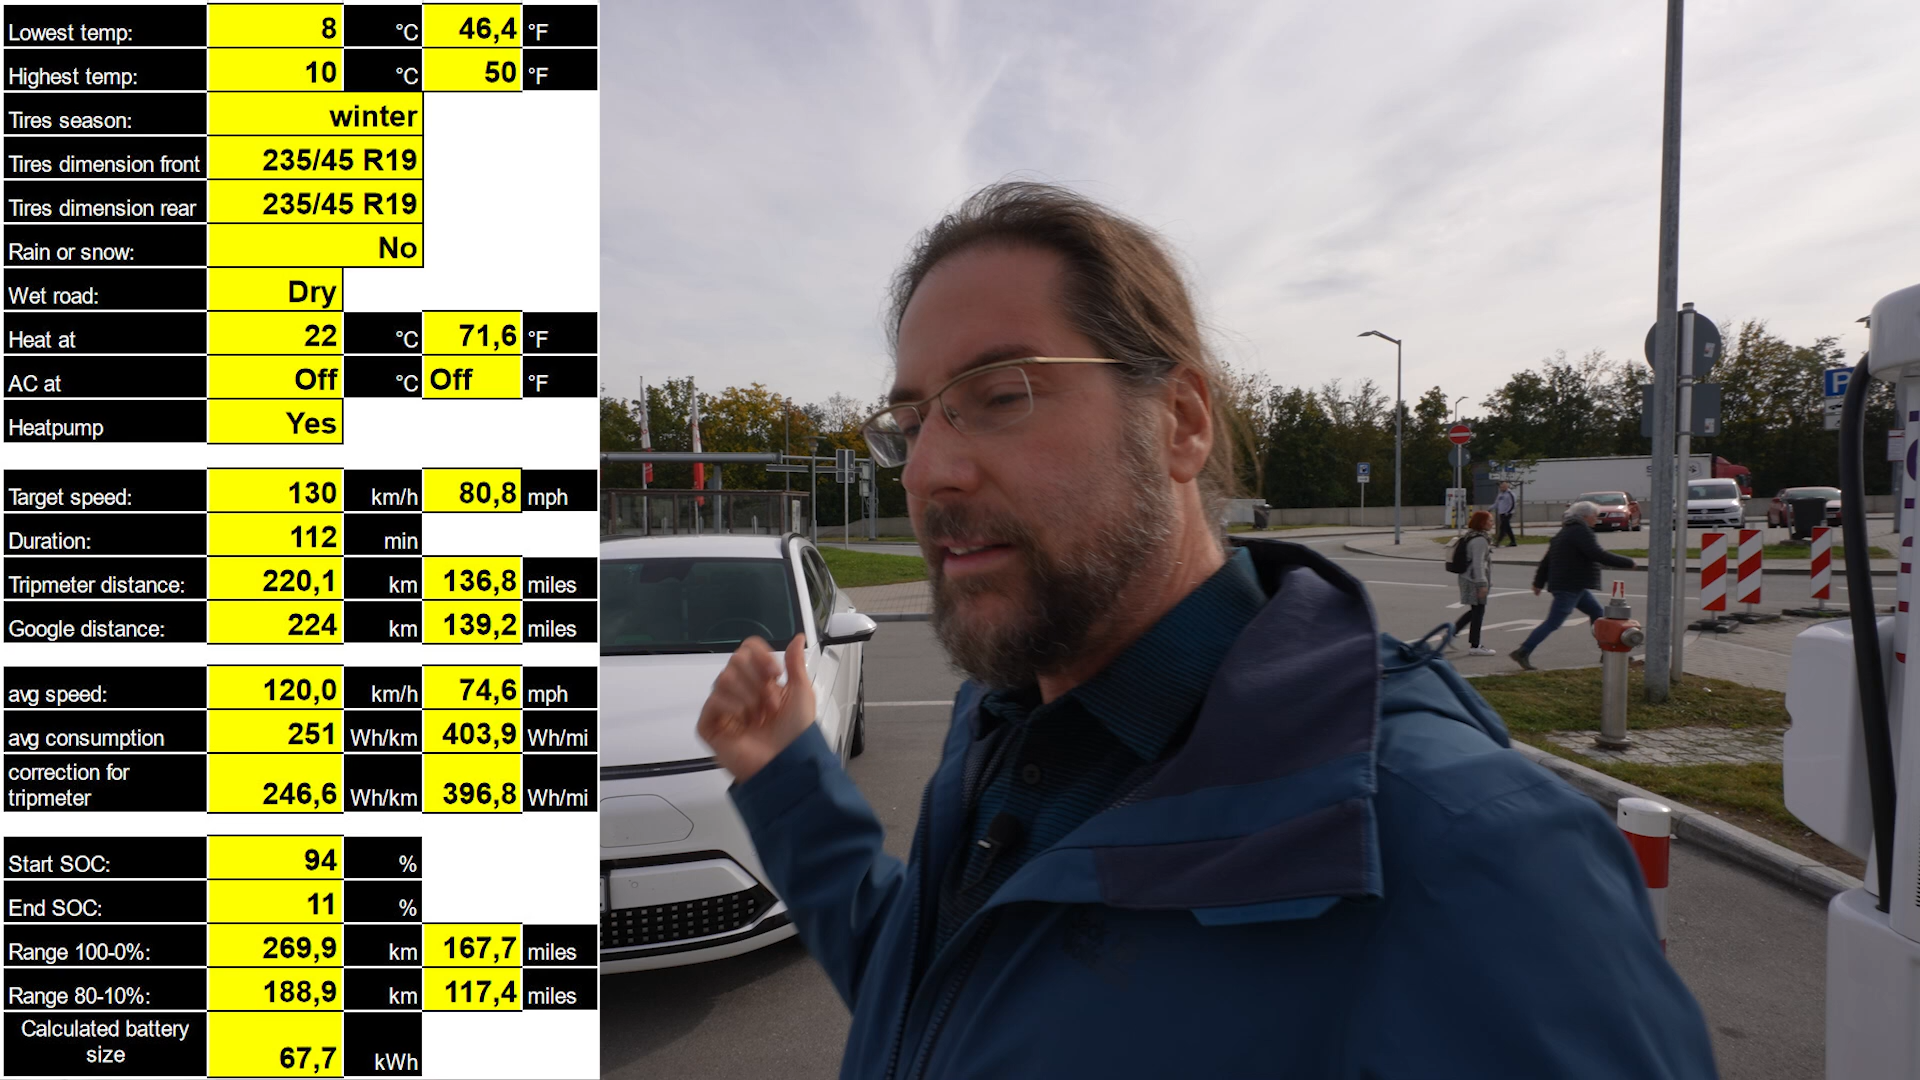 Lowest temp: 8 °C 46,4 °F
Highest temp: 10 °C 50 °F
Tires season: winter
Tires dimension front 235/45 R19
Tires dimension rear 235/45 R19
Rain or snow: No
Wet road: Dry
Heat at 22 °C 71,6 °F
AC at Off °C Off °F
Heatpump Yes
Target speed: 130 km/h 80,8 mph
Duration: 112 min
Tripmeter distance: 220,1 km 136,8 miles
Google distance: 224 km 139,2 miles
avg speed: 120,0 km/h 74,6 mph
avg consumption 251 Wh/km 403,9 Wh/mi
correction for
tripmeter 246,6 Wh/km 396,8 Wh/mi
Start SOC: 94 %
End SOC: 11 %
Range 100-0%: 269,9 km 167,7 miles
Range 80-10%: 188,9 km 117,4 miles
Calculated battery
size 67,7 kWh
P